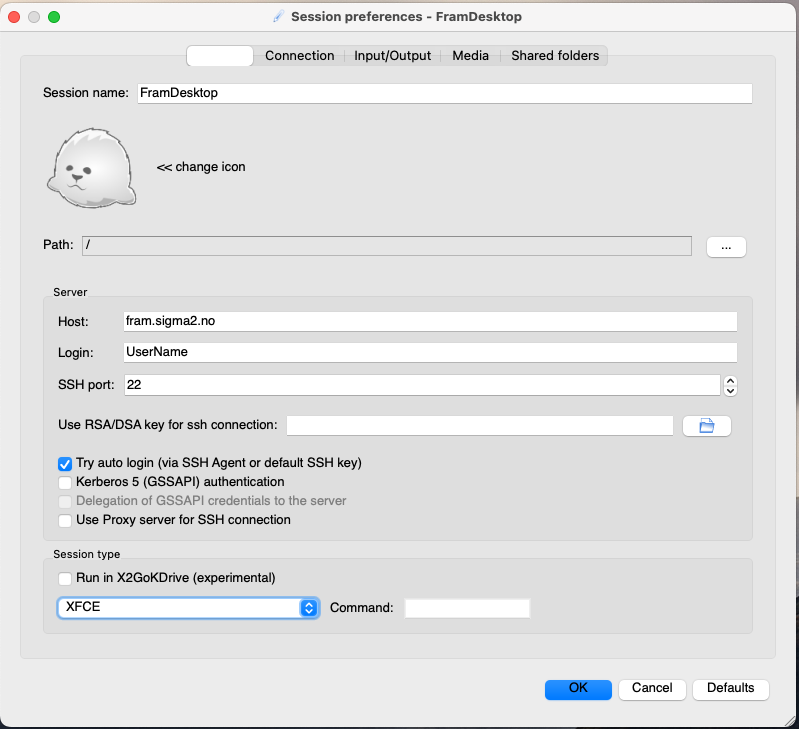 Session preferences - FramDesktop
Connection Input/Output Media Shared folders
Session name: FramDesktop
<< change icon
Path: / ...
Server
Host: fram.sigma2.no
Login: UserName
SSH port: 22
Use RSA/DSA key for ssh connection:
Try auto login (via SSH Agent or default SSH key)
Kerberos 5 (GSSAPI) authentication
Delegation of GSSAPI credentials to the server
Use Proxy server for SSH connection
Session type
Run in X2GoKDrive (experimental)
XFCE Command:
OK Cancel Defaults